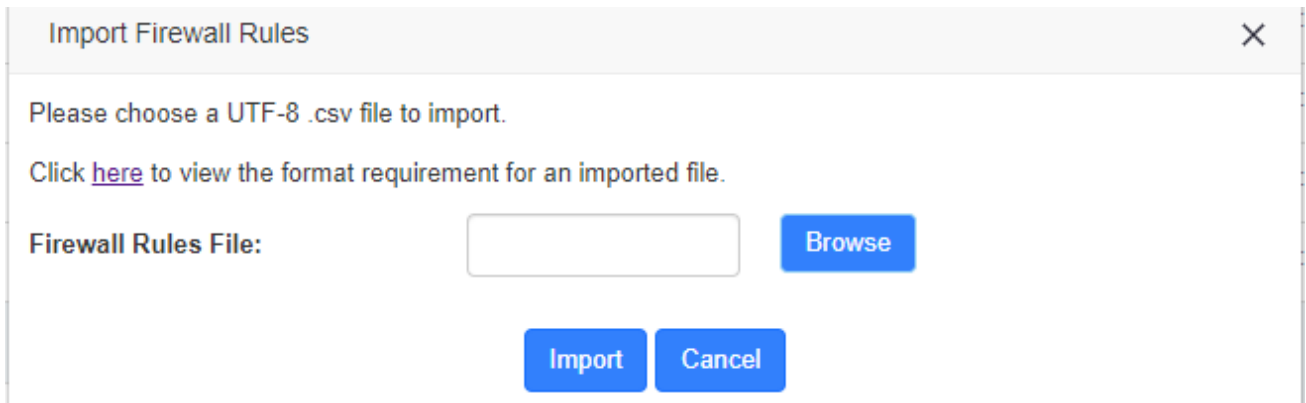 Import Firewall Rules
Please choose a UTF-8 .csv file to import.
Click here to view the format requirement for an imported file.
Firewall Rules File: Browse
Import Cancel